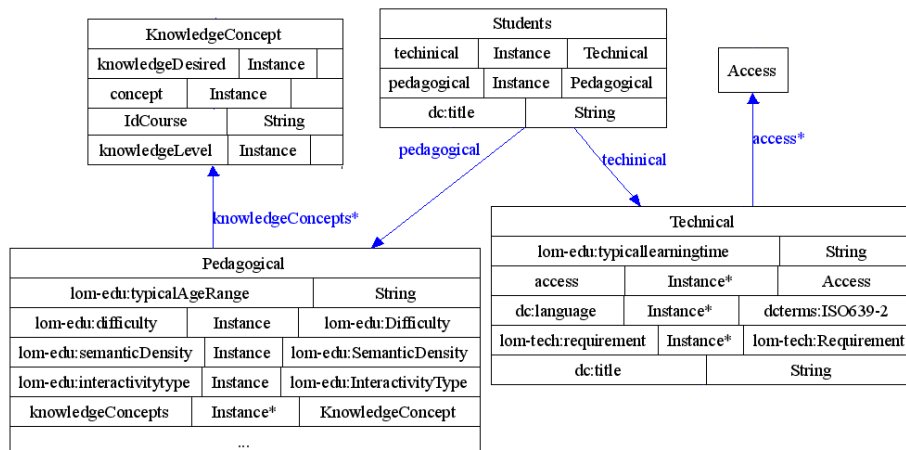 KnowledgeConcept
knowledgeDesired Instance
concept Instance
IdCourse String
knowledgeLevel Instance
Students
techinical Instance Technical
pedagogical Instance Pedagogical
dc:title String
Access
pedagogical
techinical
access*
knowledgeConcepts*
Pedagogical
lom-edu:typicalAgeRange String
lom-edu:difficulty Instance lom-edu:Difficulty
lom-edu:semanticDensity Instance lom-edu:SemanticDensity
lom-edu:interactivitytype Instance lom-edu:InteractivityType
knowledgeConcepts Instance* KnowledgeConcept
...
Technical
lom-edu:typicallearningtime String
access Instance* Access
dc:language Instance* dcterms:ISO639-2
lom-tech:requirement Instance* lom-tech:Requirement
dc:title String